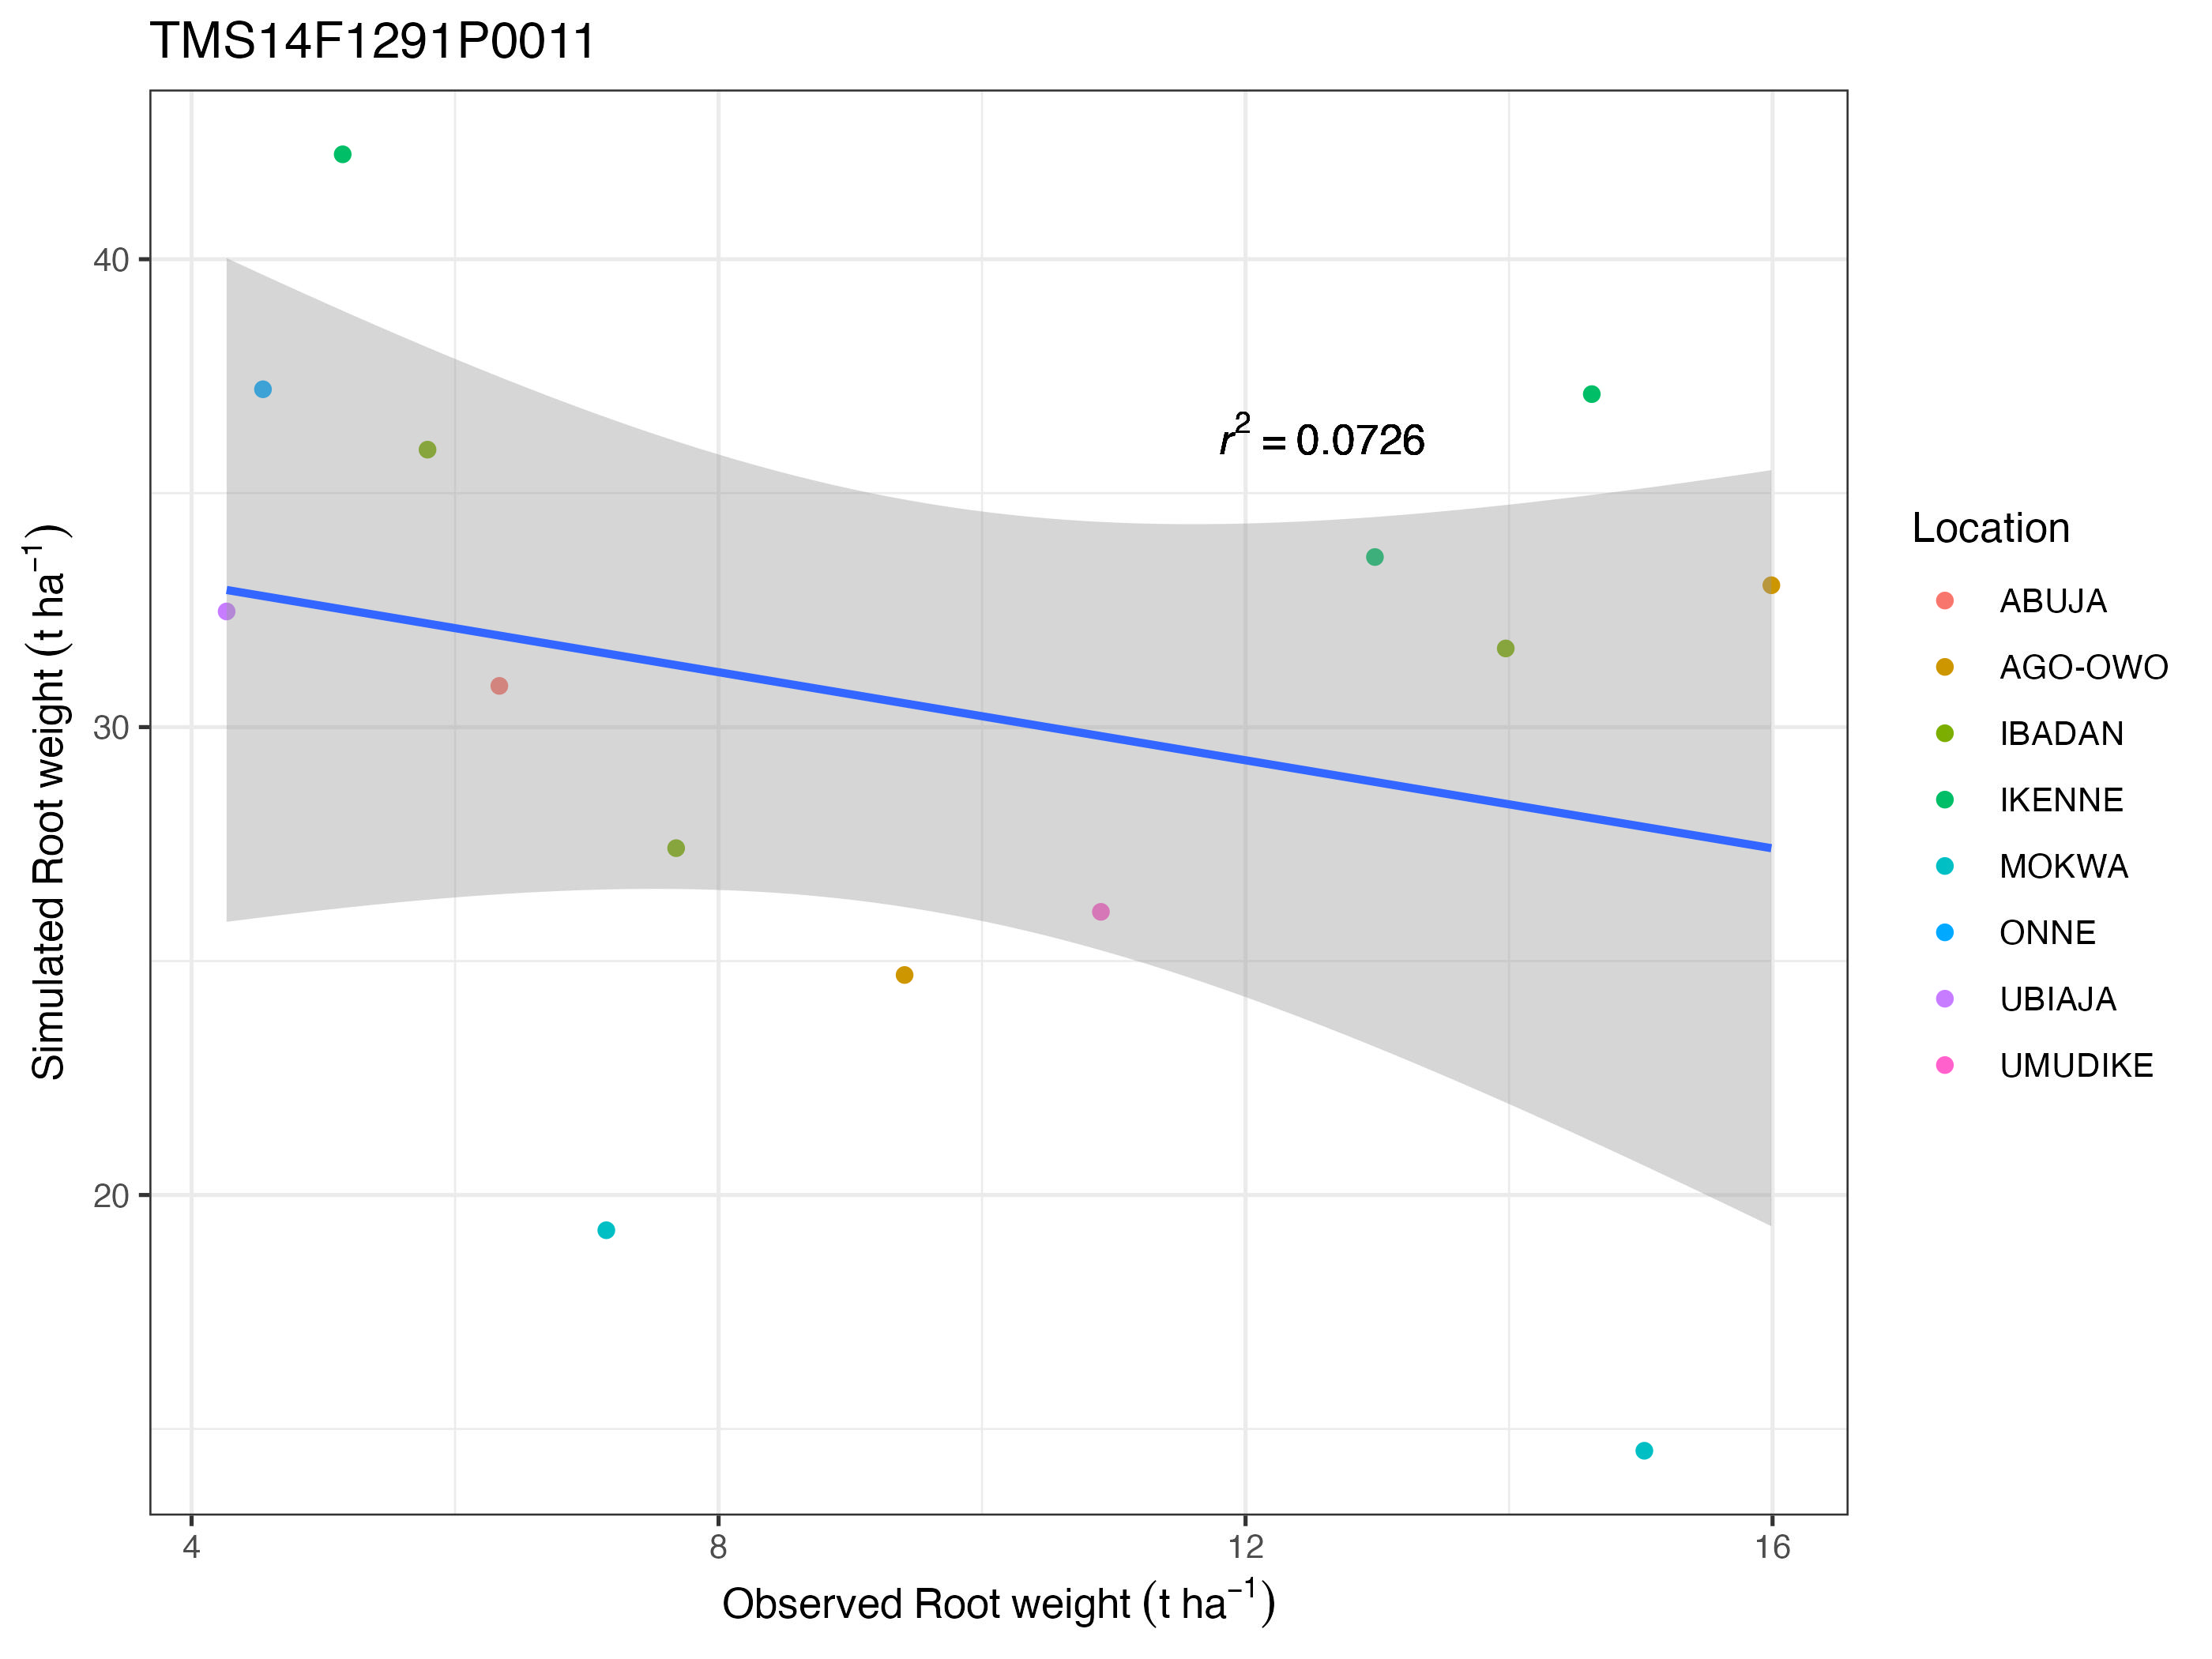 TMS14F1291P0011
40
30
20
Simulated Root weight (t ha⁻¹)
r² = 0.0726
4 8 12 16
Observed Root weight (t ha⁻¹)
Location
ABUJA
AGO-OWO
IBADAN
IKENNE
MOKWA
ONNE
UBIAJA
UMUDIKE